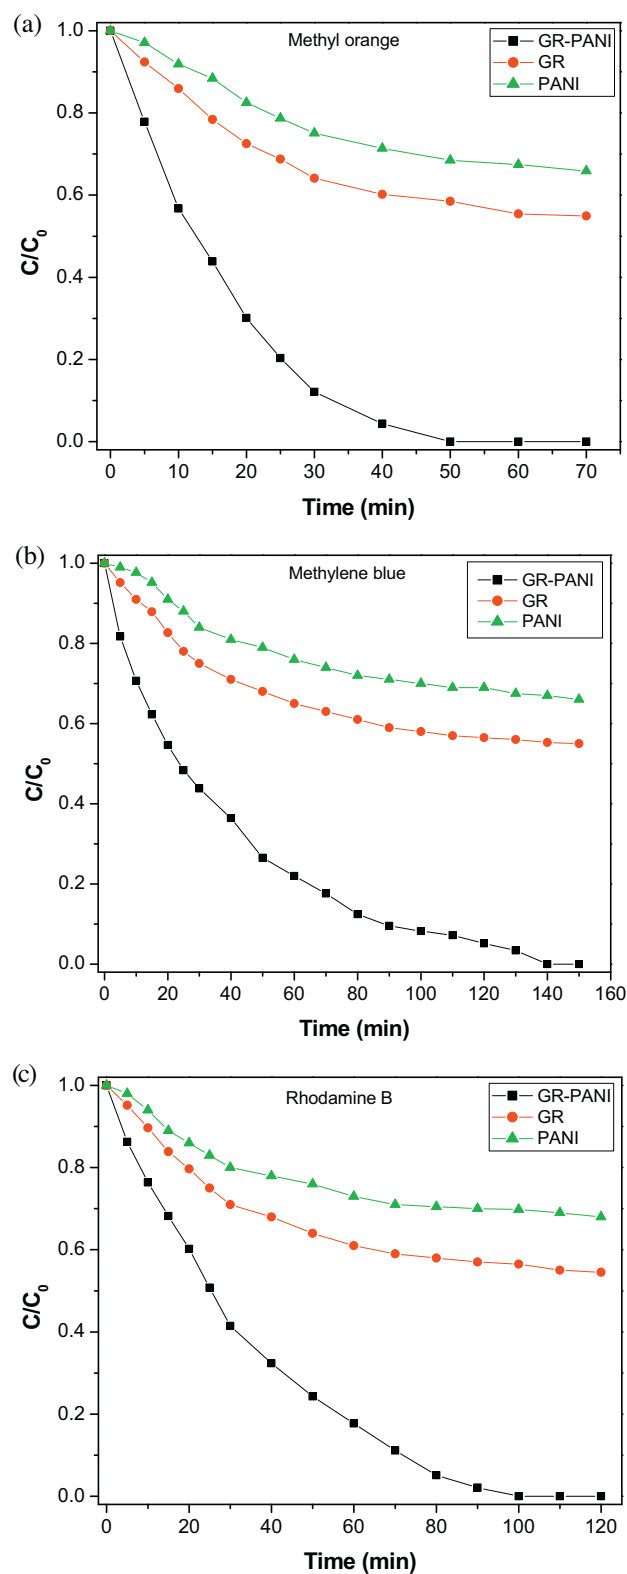 (a)
Methyl orange
GR-PANI
GR
PANI
1.0
0.8
0.6
0.4
0.2
0.0
C/C0
0 10 20 30 40 50 60 70
Time (min)
(b)
Methylene blue
GR-PANI
GR
PANI
1.0
0.8
0.6
0.4
0.2
0.0
C/C0
0 20 40 60 80 100 120 140 160
Time (min)
(c)
Rhodamine B
GR-PANI
GR
PANI
1.0
0.8
0.6
0.4
0.2
0.0
C/C0
0 20 40 60 80 100 120
Time (min)